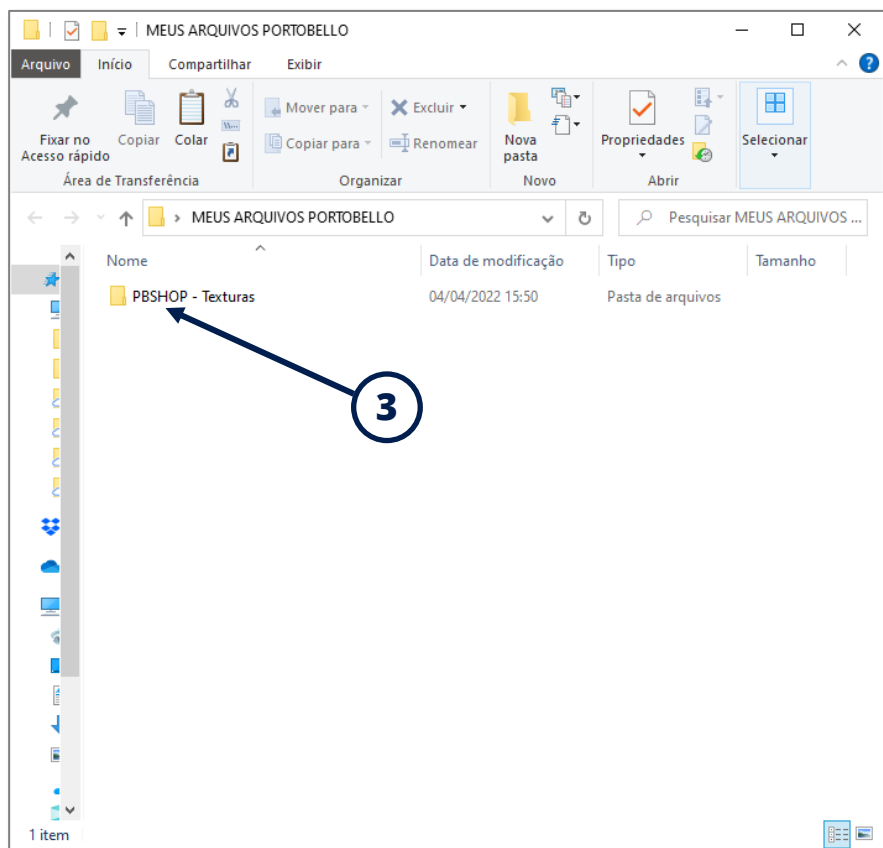 MEUS ARQUIVOS PORTOBELLO
Arquivo Início Compartilhar Exibir
Fixar no
Acesso rápido
Copiar
Colar
Mover para
Copiar para
Excluir
Renomear
Nova
pasta
Propriedades
Selecionar
Área de Transferência Organizar Novo Abrir
MEUS ARQUIVOS PORTOBELLO
Pesquisar MEUS ARQUIVOS ...
Nome Data de modificação Tipo Tamanho
PBSHOP - Texturas 04/04/2022 15:50 Pasta de arquivos
3
1 item